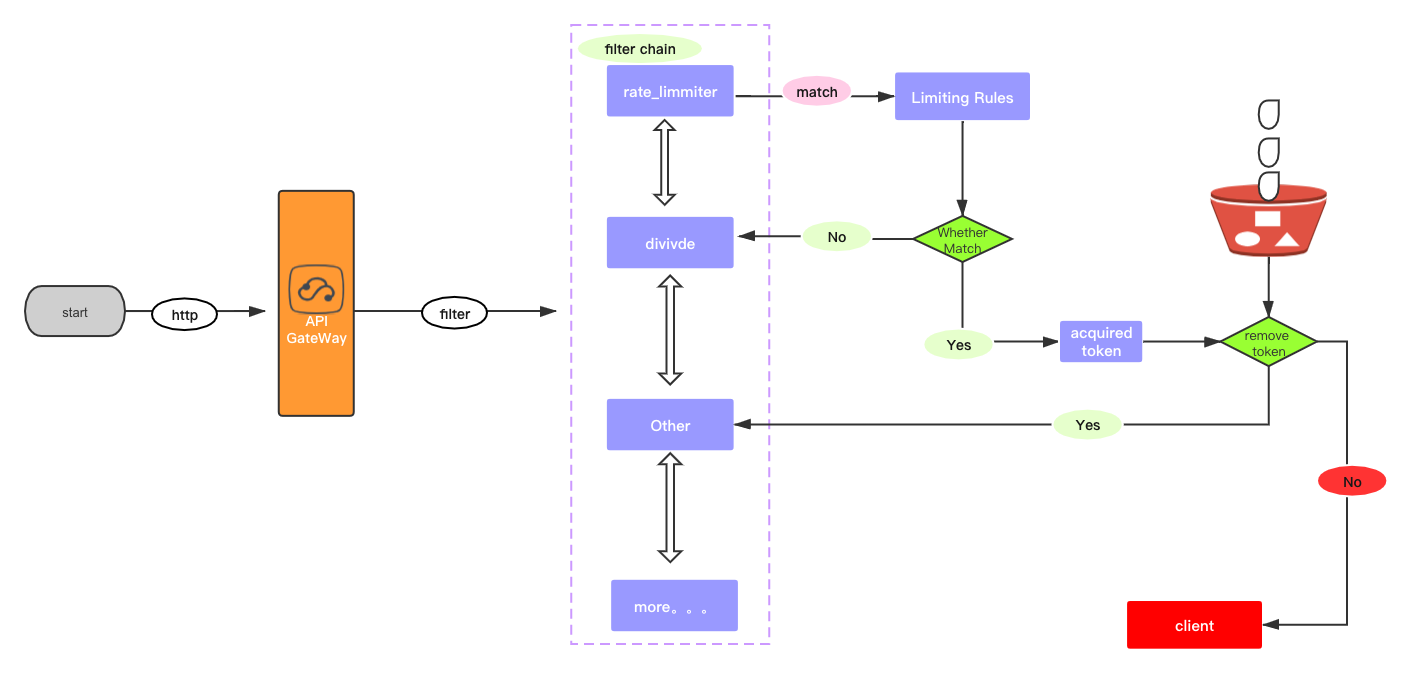 start
http
API
GateWay
filter
filter chain
rate_limmiter
match
Limiting Rules
divivde
No
Whether
Match
Yes
acquired
token
remove
token
Other
Yes
No
more。。。
client